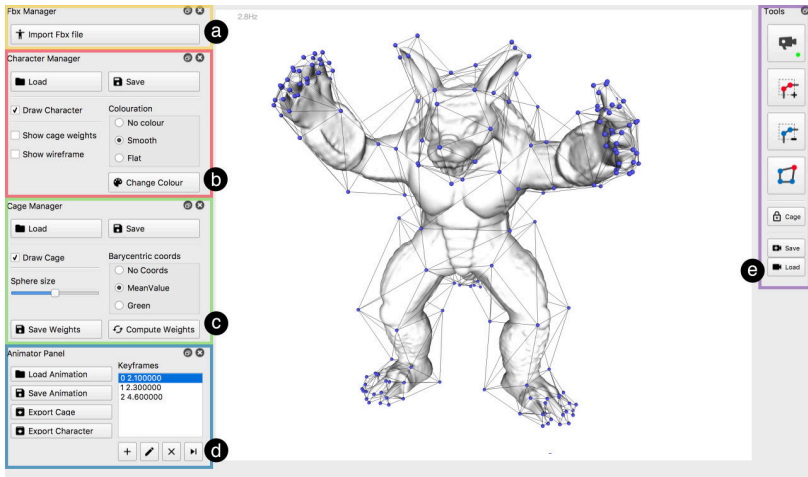 Fbx Manager
Import Fbx file
a
Character Manager
Load
Save
Draw Character
Show cage weights
Show wireframe
Colouration
No colour
Smooth
Flat
Change Colour
b
Cage Manager
Load
Save
Draw Cage
Sphere size
Barycentric coords
No Coords
MeanValue
Green
Save Weights
Compute Weights
c
Animator Panel
Load Animation
Save Animation
Export Cage
Export Character
Keyframes
0 2.100000
1 2.300000
2 4.600000
d
2.8Hz
Tools
Cage
Save
Load
e